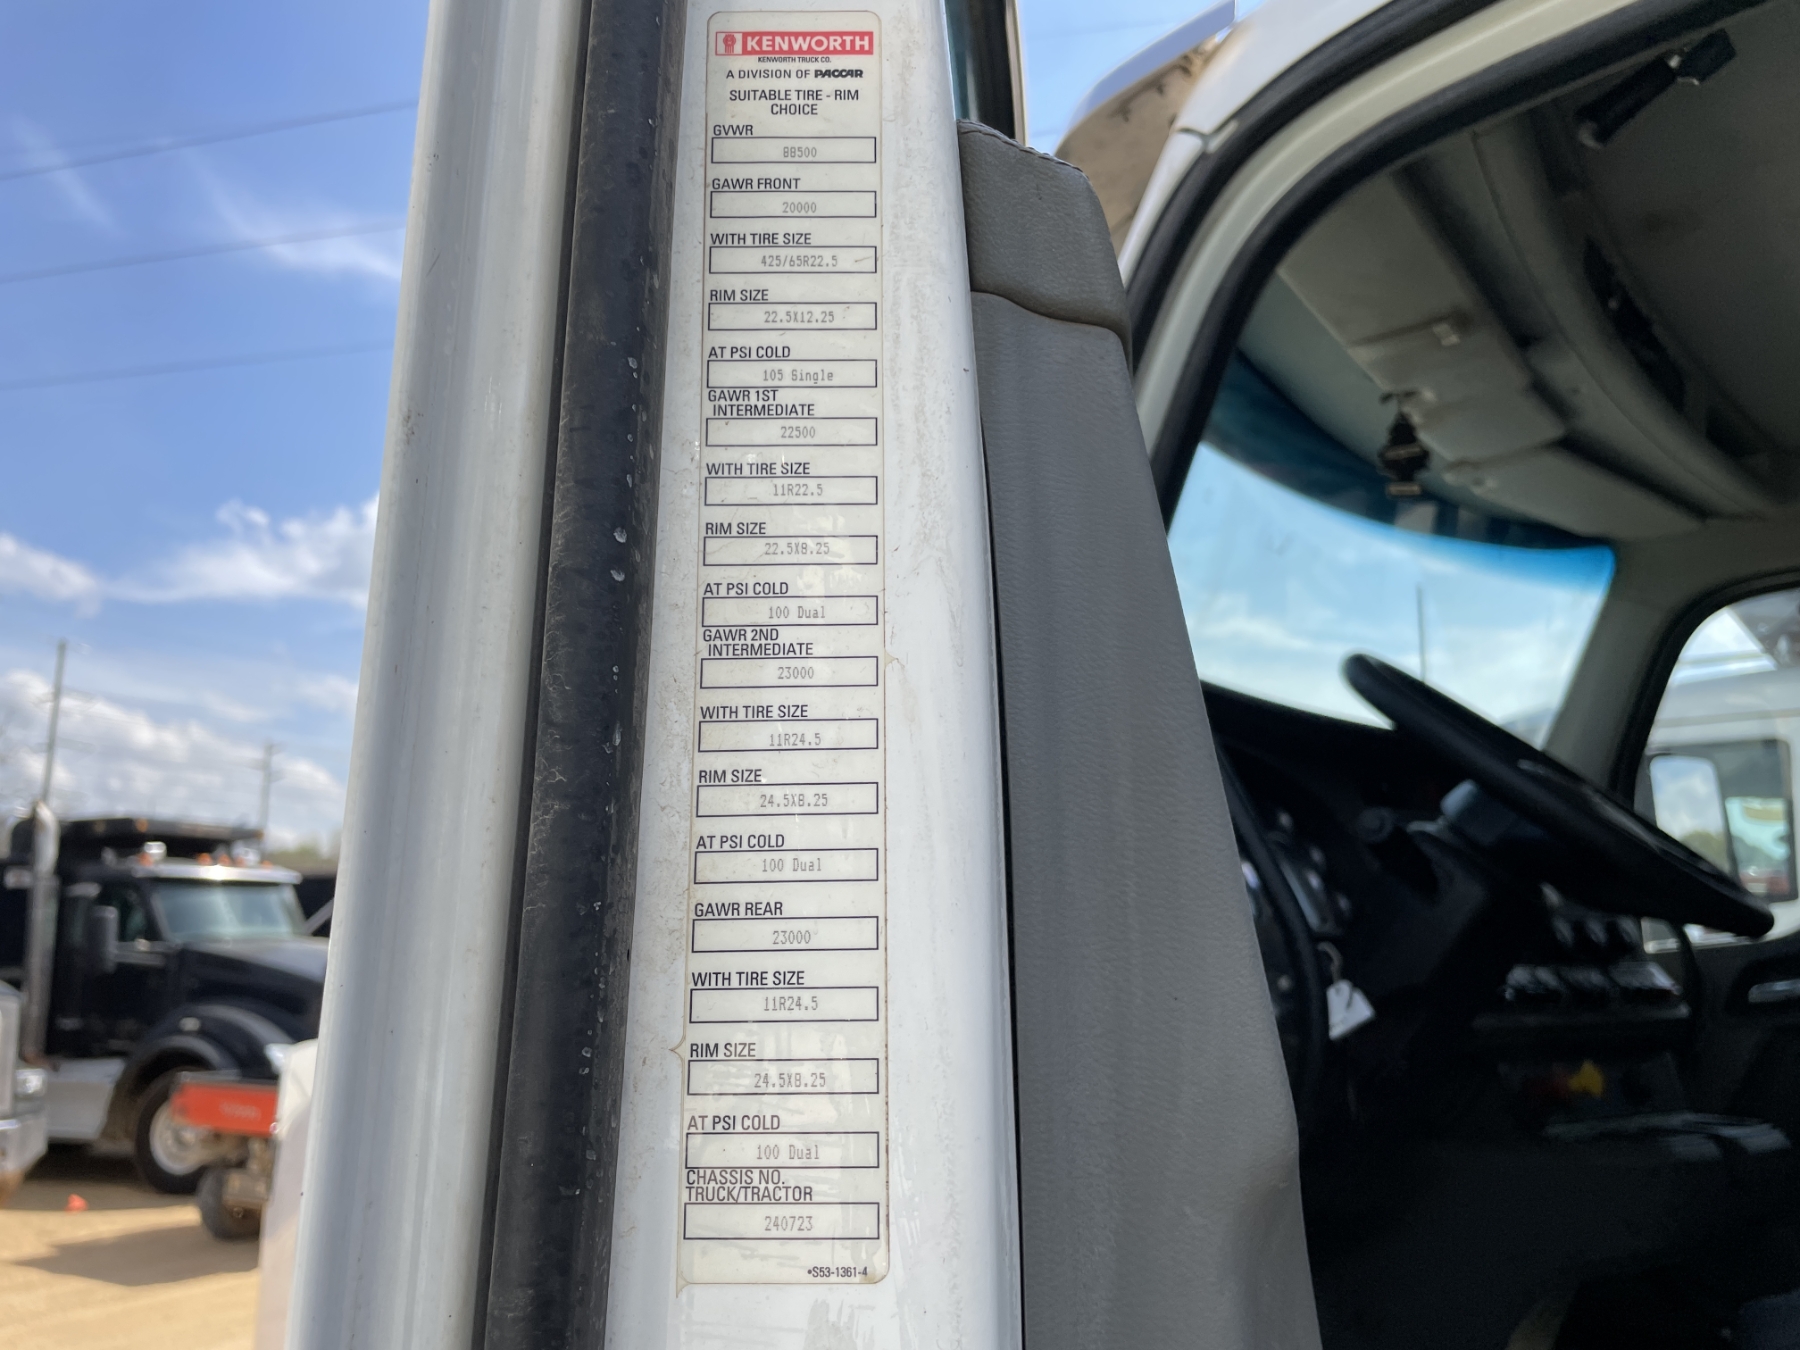 KENWORTH
KENWORTH TRUCK CO.
A DIVISION OF PACCAR
SUITABLE TIRE - RIM
CHOICE
GVWR
88500
GAWR FRONT
20000
WITH TIRE SIZE
425/65R22.5
RIM SIZE
22.5X12.25
AT PSI COLD
105 Single
GAWR 1ST
INTERMEDIATE
22500
WITH TIRE SIZE
11R22.5
RIM SIZE
22.5X8.25
AT PSI COLD
100 Dual
GAWR 2ND
INTERMEDIATE
23000
WITH TIRE SIZE
11R24.5
RIM SIZE
24.5X8.25
AT PSI COLD
100 Dual
GAWR REAR
23000
WITH TIRE SIZE
11R24.5
RIM SIZE
24.5X8.25
AT PSI COLD
100 Dual
CHASSIS NO.
TRUCK/TRACTOR
240723
*S53-1361-4